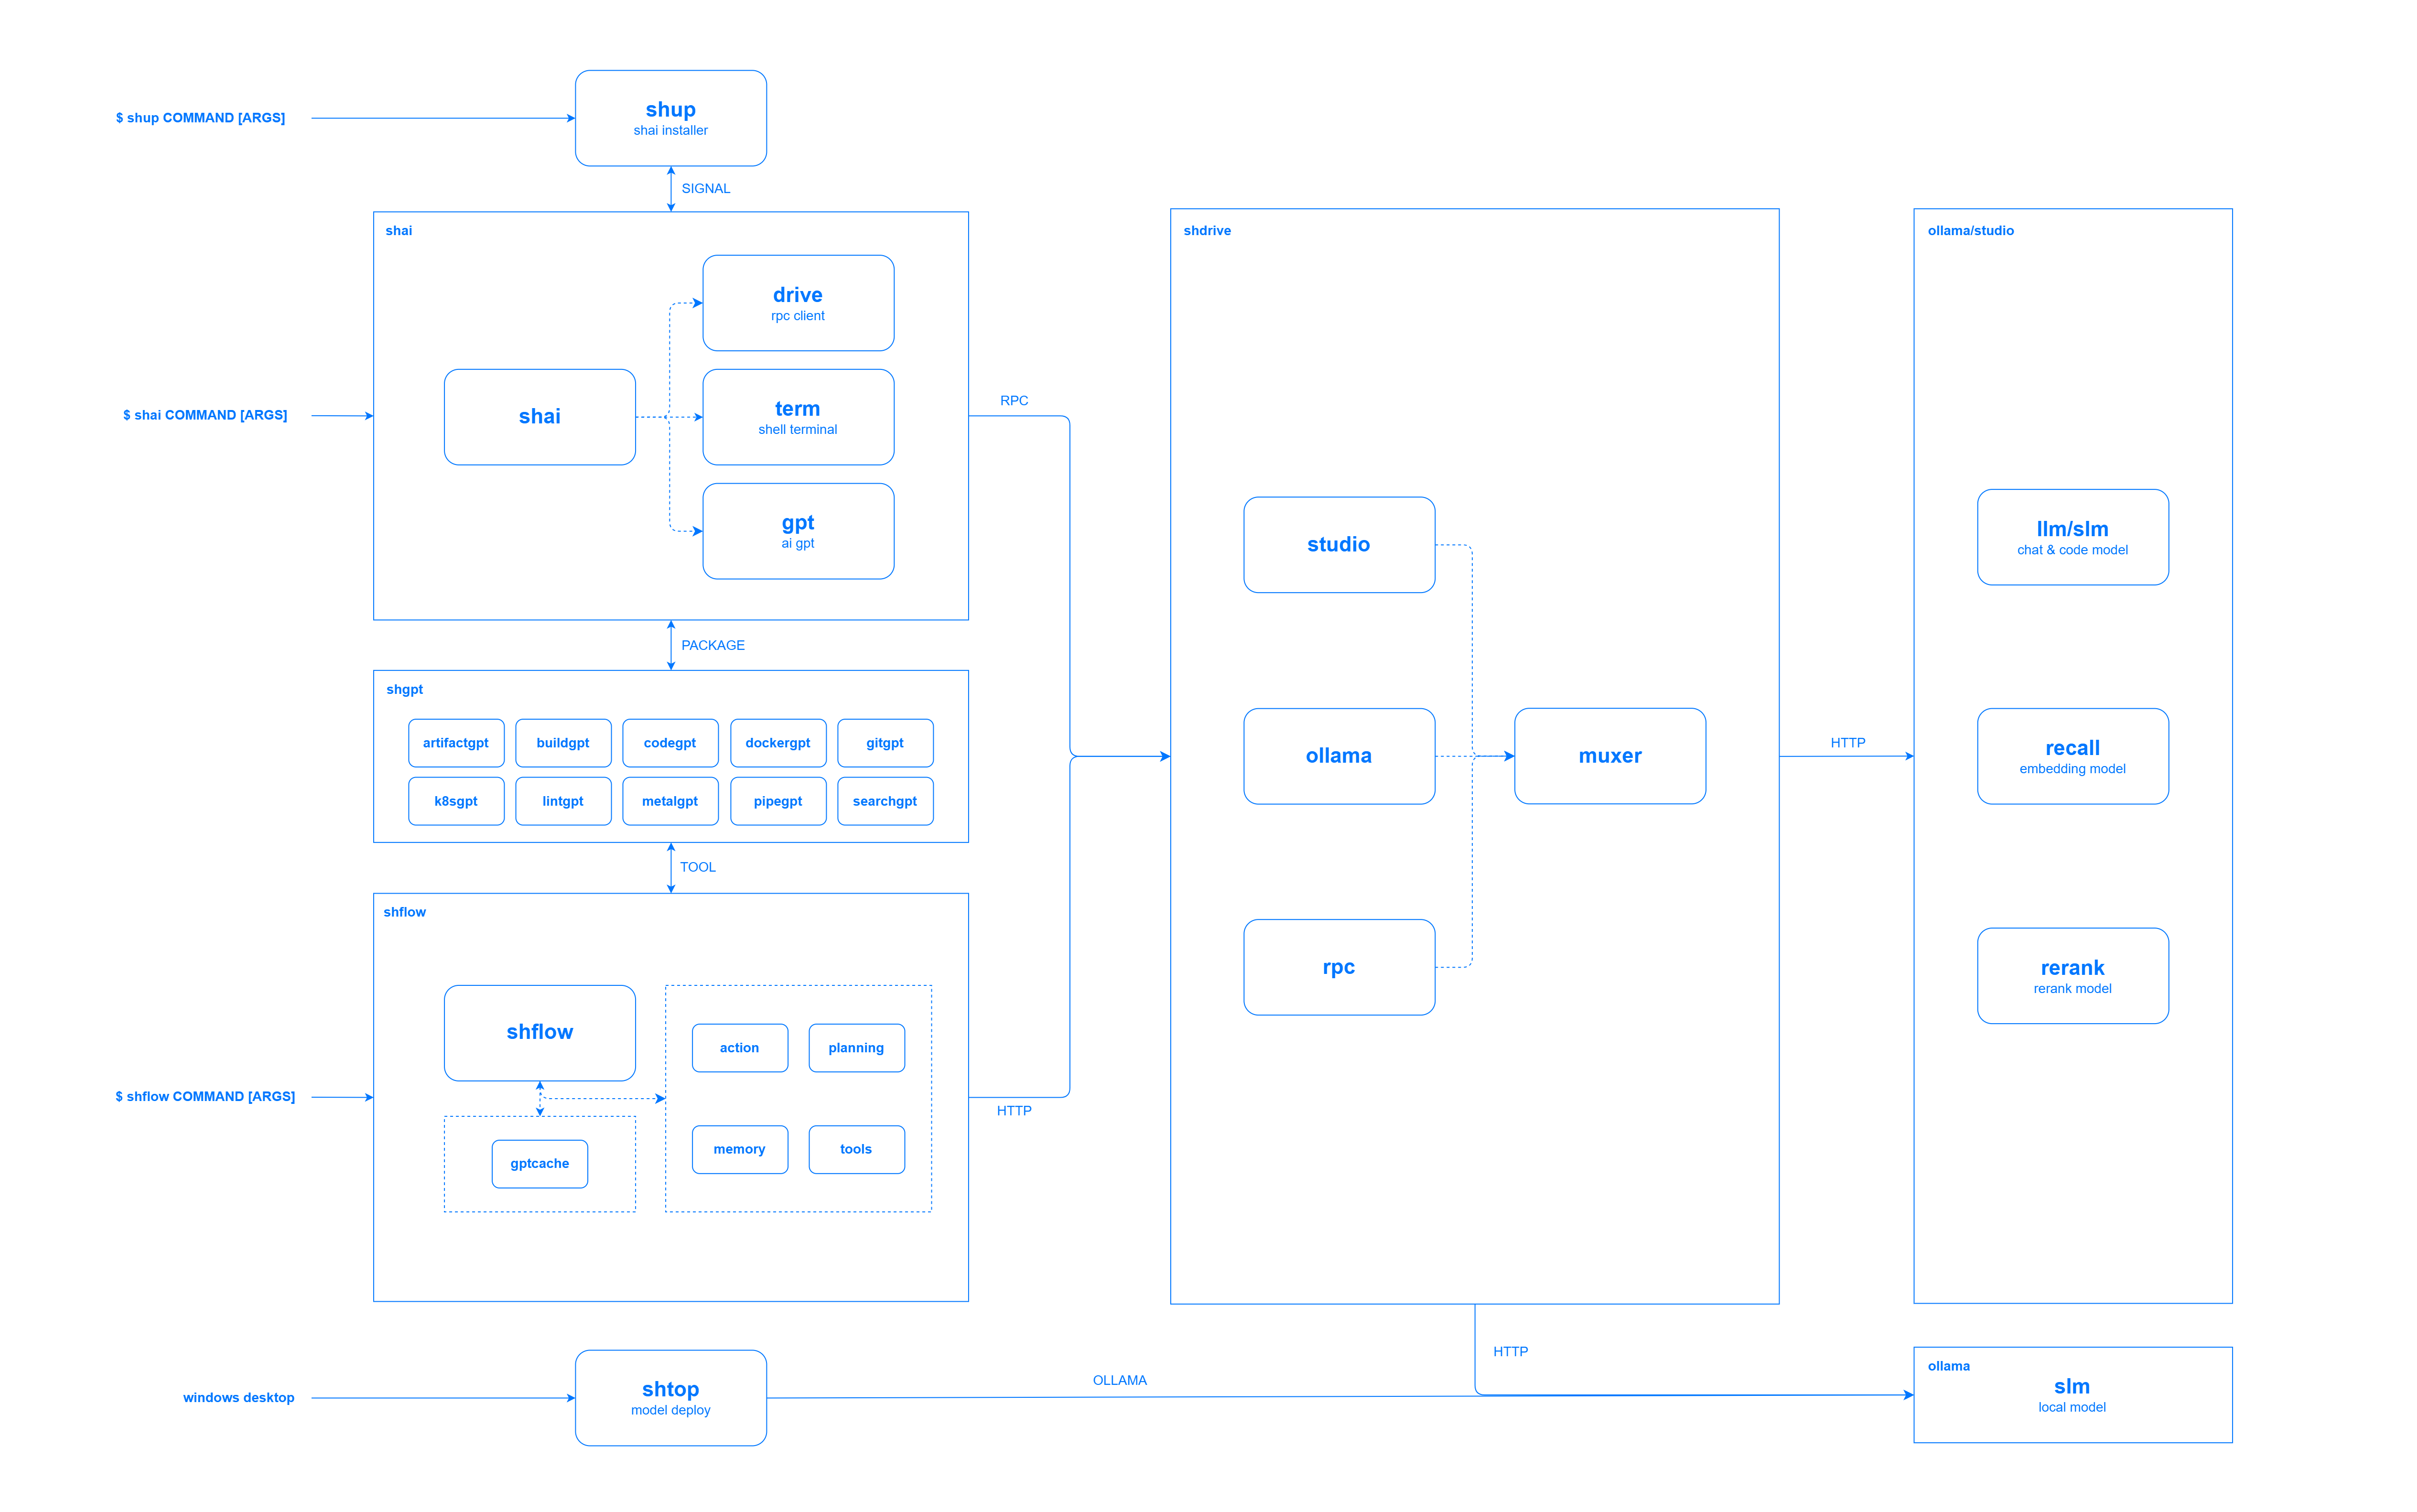 $ shup COMMAND [ARGS]
shup
shai installer
SIGNAL
shai
drive
rpc client
$ shai COMMAND [ARGS]
shai
term
shell terminal
gpt
ai gpt
RPC
PACKAGE
shgpt
artifactgpt
buildgpt
codegpt
dockergpt
gitgpt
k8sgpt
lintgpt
metalgpt
pipegpt
searchgpt
TOOL
shflow
$ shflow COMMAND [ARGS]
shflow
action
planning
gptcache
memory
tools
HTTP
shdrive
studio
ollama
muxer
rpc
HTTP
ollama/studio
llm/slm
chat & code model
recall
embedding model
rerank
rerank model
windows desktop
shtop
model deploy
OLLAMA
HTTP
ollama
slm
local model